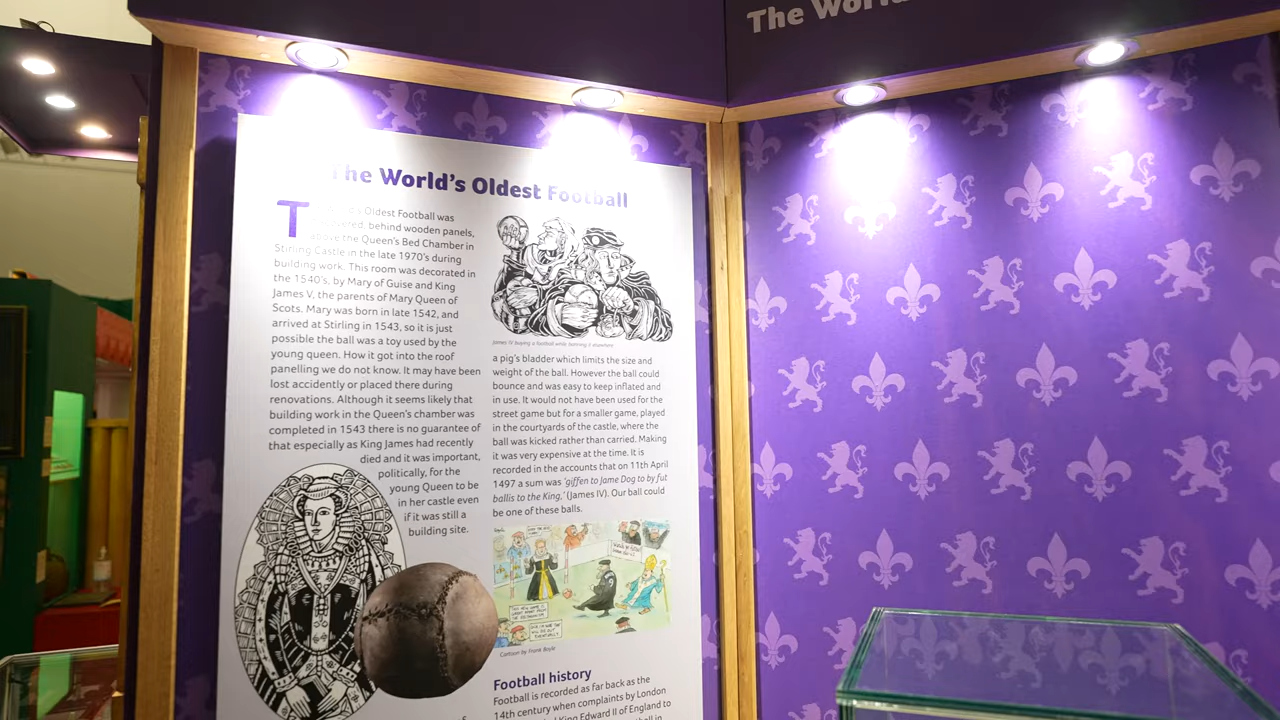 The World's Oldest Football
Oldest Football was
behind wooden panels,
above the Queen's Bed Chamber in
Stirling Castle in the late 1970's during
building work. This room was decorated in
the 1540's, by Mary of Guise and King
James V, the parents of Mary Queen of
Scots. Mary was born in late 1542, and
arrived at Stirling in 1543, so it is just
possible the ball was a toy used by the
young queen. How it got into the roof
panelling we do not know. It may have been
lost accidently or placed there during
renovations. Although it seems likely that
building work in the Queen's chamber was
completed in 1543 there is no guarantee of
that especially as King James had recently
died and it was important,
politically, for the
young Queen to be
in her castle even
if it was still a
building site.
James IV buying a football while banning it elsewhere
a pig's bladder which limits the size and
weight of the ball. However the ball could
bounce and was easy to keep inflated and
in use. It would not have been used for the
street game but for a smaller game, played
in the courtyards of the castle, where the
ball was kicked rather than carried. Making
it was very expensive at the time. It is
recorded in the accounts that on 11th April
1497 a sum was 'giffen to Jame Dog to by fut
ballis to the King,' (James IV). Our ball could
be one of these balls.
Cartoon by Frank Boyle
Football history
Football is recorded as far back as the
14th century when complaints by London
King Edward II of England to
The World